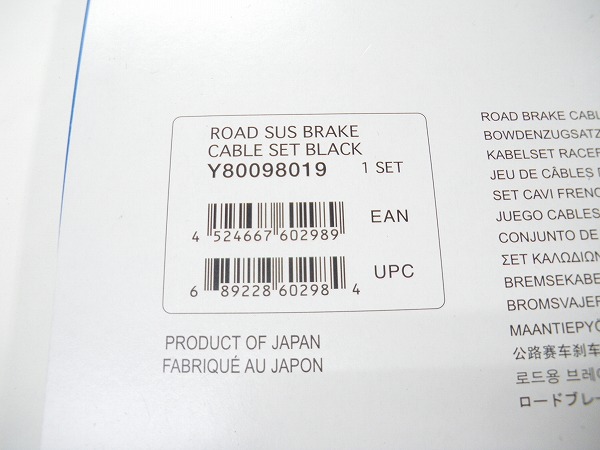 ROAD SUS BRAKE
CABLE SET BLACK
Y80098019 1 SET
4 524667 602989 EAN
6 89228 60298 4 UPC
PRODUCT OF JAPAN
FABRIQUÉ AU JAPON
ROAD BRAKE CABL
BOWDENZUGSATZ
KABELSET RACEF
JEU DE CÂBLES
SET CAVI FREN
JUEGO CABLES
CONJUNTO DE
ΣΕΤ ΚΑΛΩΔΙΩΝ
BREMSEKABE
BROMSVAJER
MAANTIEPYÖ
公路赛车刹车
로드용 브레이
ロードブレー